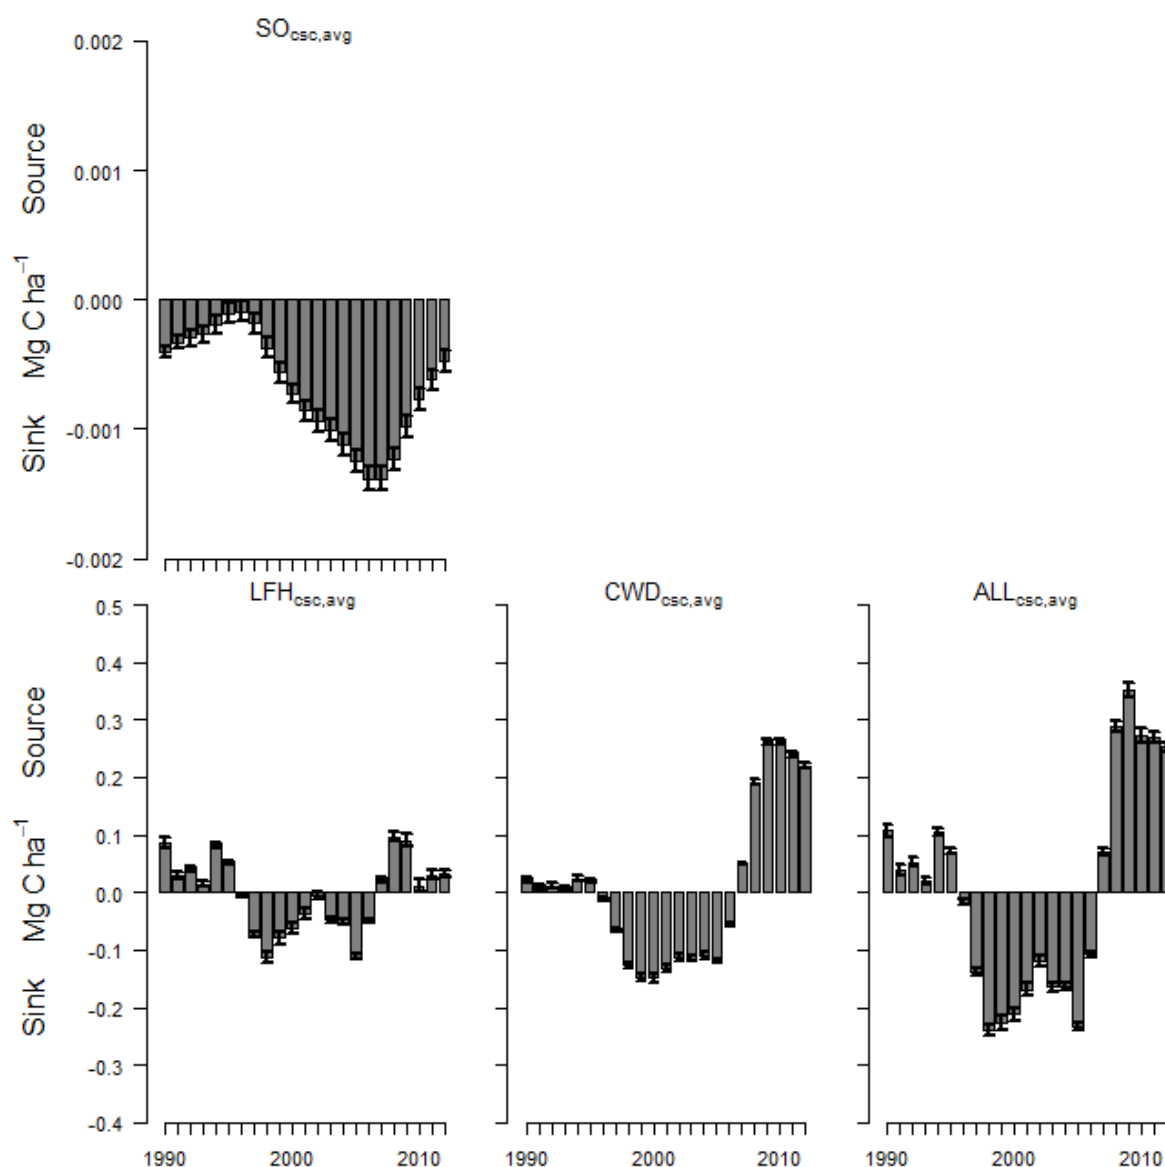 SOcsc,avg
0.002
0.001
0.000
-0.001
-0.002
Sink Mg C ha⁻¹ Source
LFHcsc,avg
CWDcsc,avg
ALLcsc,avg
0.5
0.4
0.3
0.2
0.1
0.0
-0.1
-0.2
-0.3
-0.4
Sink Mg C ha⁻¹ Source
1990 2000 2010
1990 2000 2010
1990 2000 2010